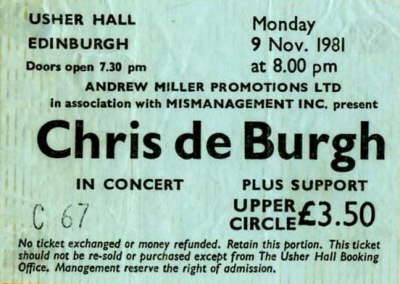 USHER HALL Monday
EDINBURGH 9 Nov. 1981
Doors open 7.30 pm at 8.00 pm
ANDREW MILLER PROMOTIONS LTD
in association with MISMANAGEMENT INC. present
Chris de Burgh
IN CONCERT PLUS SUPPORT
C 67 UPPER CIRCLE £3.50
No ticket exchanged or money refunded. Retain this portion. This ticket
should not be re-sold or purchased except from The Usher Hall Booking
Office. Management reserve the right of admission.